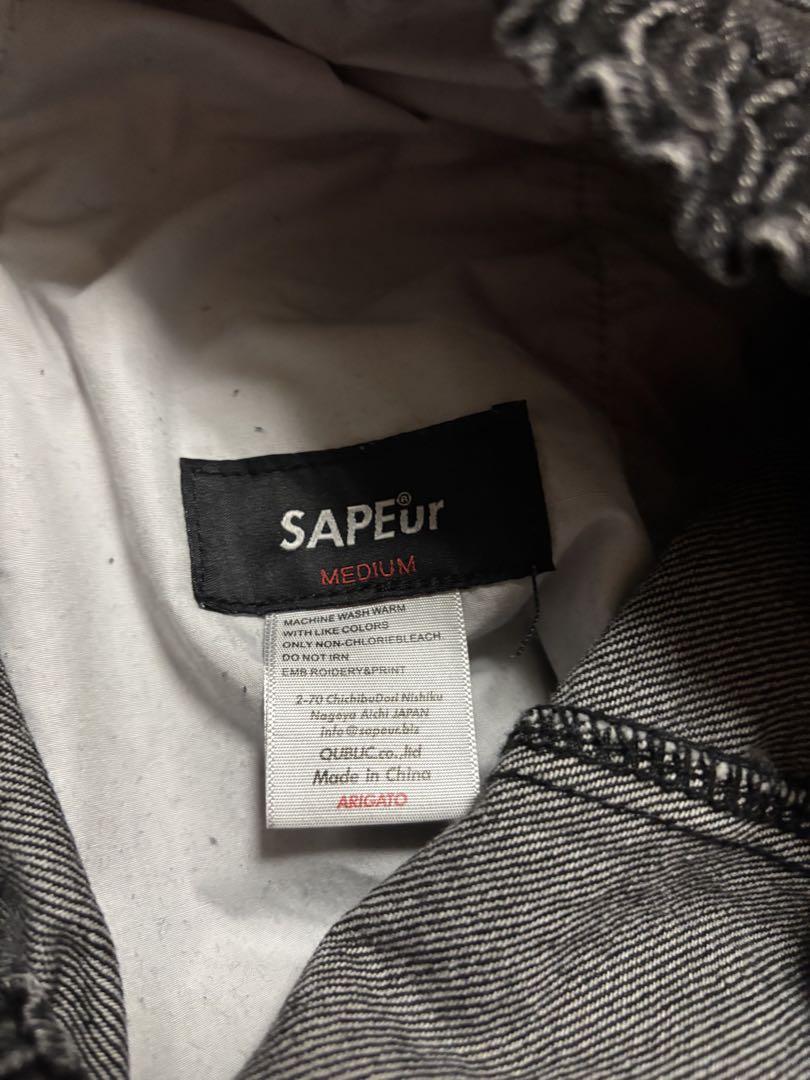 SAPEur®
MEDIUM
MACHINE WASH WARM
WITH LIKE COLORS
ONLY NON-CHLORIEBLEACH
DO NOT IRN
EMB ROIDERY&PRINT
2-70 ChichibuDori Nishiku
Nagoya Aichi JAPAN
info@sapeur.biz
QUBLIC co.,ltd
Made in China
ARIGATO